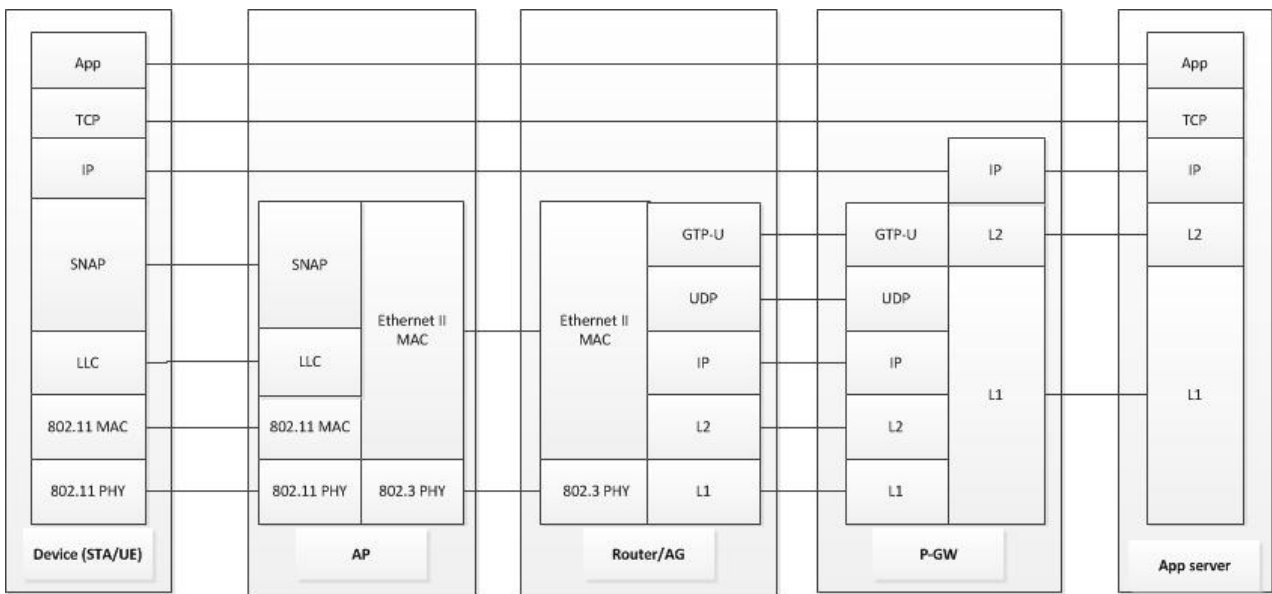 App
TCP
IP
SNAP
LLC
802.11 MAC
802.11 PHY
Device (STA/UE)
SNAP
LLC
802.11 MAC
802.11 PHY
Ethernet II
MAC
802.3 PHY
AP
Ethernet II
MAC
802.3 PHY
GTP-U
UDP
IP
L2
L1
Router/AG
GTP-U
UDP
IP
L2
L1
IP
L2
L1
P-GW
App
TCP
IP
L2
L1
App server